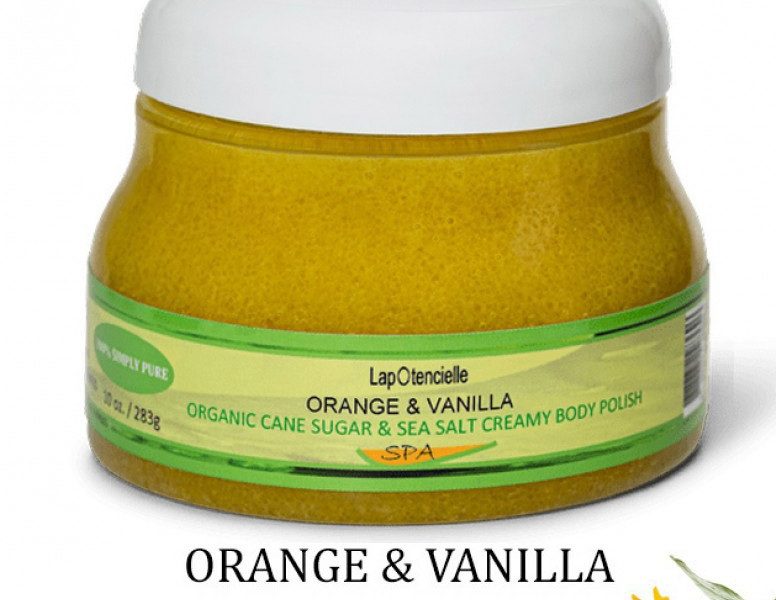 100% SIMPLY PURE
10 oz. / 283g
LapOtencielle
ORANGE & VANILLA
ORGANIC CANE SUGAR & SEA SALT CREAMY BODY POLISH
SPA
ORANGE & VANILLA